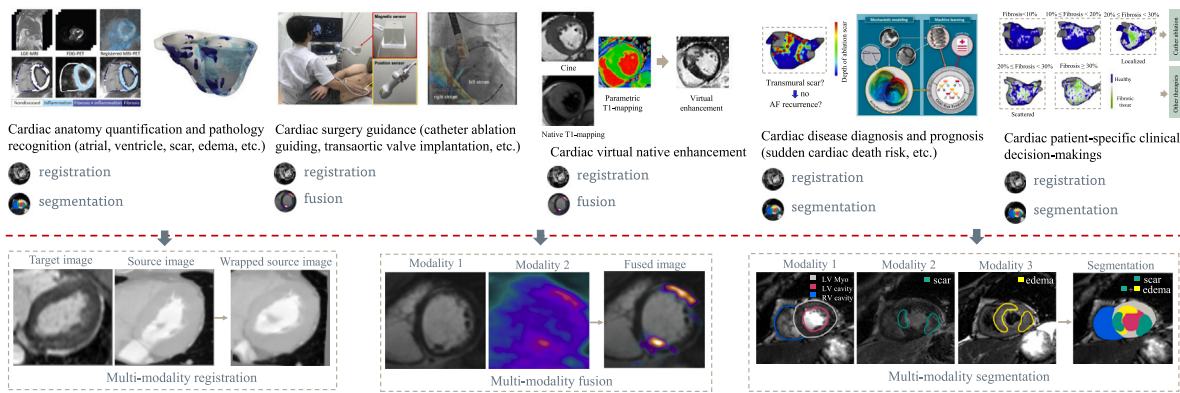 LGE-MRI
FDG-PET
Registered MR-PET
Nondiseased
Inflammation
Fibrosis + inflammation
Fibrosis
Cardiac anatomy quantification and pathology
recognition (atrial, ventricle, scar, edema, etc.)
registration
segmentation
Magnetic sensor
Position sensor
left atrium
right atrium
Cardiac surgery guidance (catheter ablation
guiding, transaortic valve implantation, etc.)
registration
fusion
Cine
Native T1-mapping
Parametric
T1-mapping
Virtual
enhancement
Cardiac virtual native enhancement
registration
fusion
Depth of ablation scar
Transmural scar?
no
AF recurrence?
Mechanistic modeling
Machine learning
Cardiac disease diagnosis and prognosis
(sudden cardiac death risk, etc.)
registration
segmentation
Fibrosis<10%
10% ≤ Fibrosis < 20%
20% ≤ Fibrosis < 30%
Localized
20% ≤ Fibrosis < 30%
Fibrosis ≥ 30%
Scattered
Healthy
Fibrotic
tissue
Cather ablation
Other therapies
Cardiac patient-specific clinical
decision-makings
registration
segmentation
Target image
Source image
Wrapped source image
Multi-modality registration
Modality 1
Modality 2
Fused image
Multi-modality fusion
Modality 1
Modality 2
Modality 3
Segmentation
LV Myo
LV cavity
RV cavity
scar
edema
scar
+
edema
Multi-modality segmentation